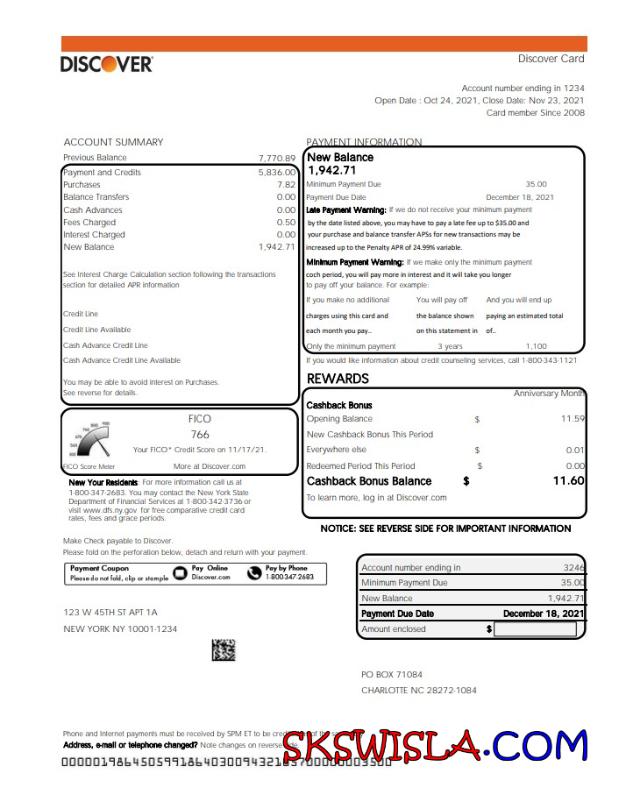 DISCOVER
Discover Card
Account number ending in 1234
Open Date : Oct 24, 2021, Close Date: Nov 23, 2021
Card member Since 2008
ACCOUNT SUMMARY
Previous Balance 7,770.89
Payment and Credits 5,836.00
Purchases 7.82
Balance Transfers 0.00
Cash Advances 0.00
Fees Charged 0.50
Interest Charged 0.00
New Balance 1,942.71
See Interest Charge Calculation section following the transactions
section for detailed APR information
Credit Line
Credit Line Available
Cash Advance Credit Line
Cash Advance Credit Line Available
You may be able to avoid interest on Purchases.
See reverse for details.
FICO
766
Your FICO* Credit Score on 11/17/21.
FICO Score Meter More at Discover.com
New Your Residents: For more information call us at
1-800-347-2683. You may contact the New York State
Department of Financial Services at 1-800-342-3736 or
visit www.dfs.ny.gov for free comparative credit card
rates, fees and grace periods.
PAYMENT INFORMATION
New Balance
1,942.71
Minimum Payment Due 35.00
Payment Due Date December 18, 2021
Late Payment Warning: If we do not receive your minimum payment
by the date listed above, you may have to pay a late fee up to $35.00 and
your purchase and balance transfer APSs for new transactions may be
increased up to the Penalty APR of 24.99% variable.
Minimum Payment Warning: If we make only the minimum payment
coch period, you will pay more in interest and it will take you longer
to pay off your balance. For example:
If you make no additional You will pay off And you will end up
charges using this card and the balance shown paying an estimated total
each month you pay.. on this statement in of..
Only the minimum payment 3 years 1,100
If you would like information about credit counseling services, call 1-800-343-1121
REWARDS
Anniversary Month
Cashback Bonus
Opening Balance $ 11.59
New Cashback Bonus This Period
Everywhere else $ 0.01
Redeemed Period This Period $ 0.00
Cashback Bonus Balance $ 11.60
To learn more, log in at Discover.com
NOTICE: SEE REVERSE SIDE FOR IMPORTANT INFORMATION
Make Check payable to Discover.
Please fold on the perforation below, detach and return with your payment.
Payment Coupon
Please do not fold, clip or stample
Pay Online
Discover.com
Pay by Phone
1-800-347-2683
Account number ending in 3246
Minimum Payment Due 35.00
New Balance 1,942.71
Payment Due Date December 18, 2021
Amount enclosed $
123 W 45TH ST APT 1A
NEW YORK NY 10001-1234
PO BOX 71084
CHARLOTTE NC 28272-1084
Phone and Internet payments must be received by 5PM ET to be
Address, e-mail or telephone changed? Note changes on reverse
SKSWISLA.COM